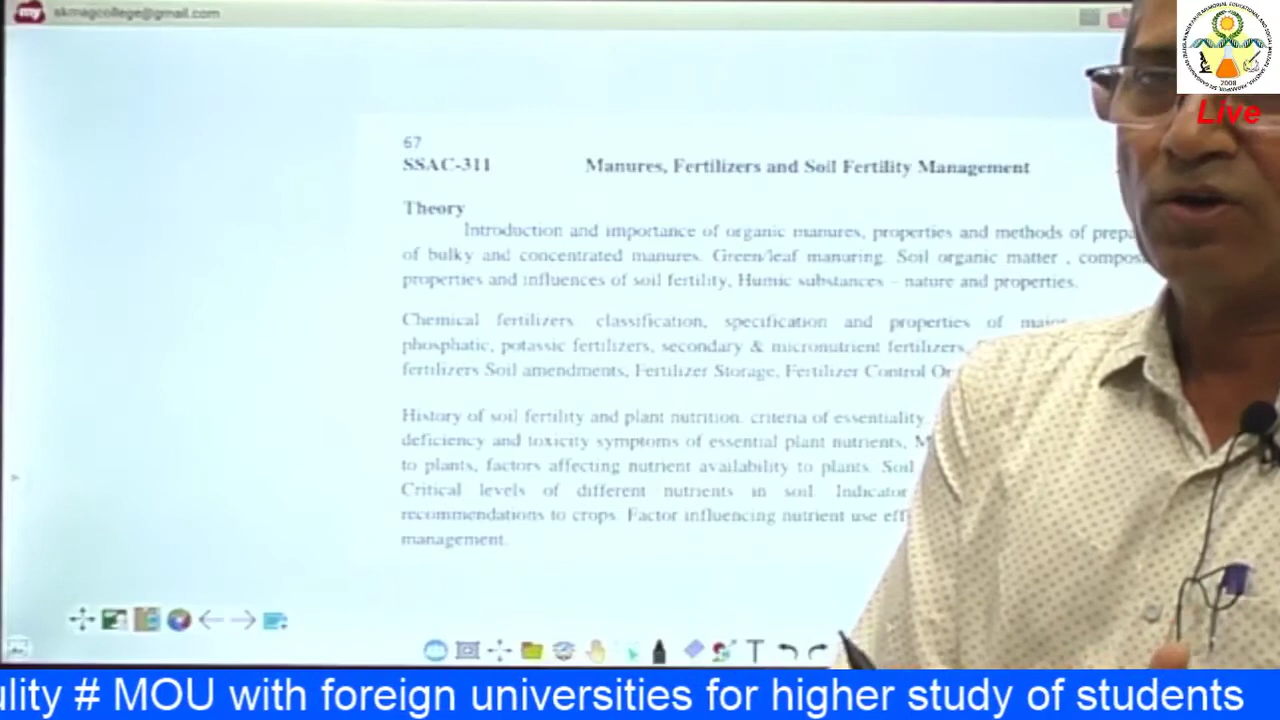 my skmagcollege@gmail.com
2008
Live
67
SSAC-311 Manures, Fertilizers and Soil Fertility Management
Theory
Introduction and importance of organic manures, properties and methods of prepa
of bulky and concentrated manures. Green/leaf manuring. Soil organic matter , compos
properties and influences of soil fertility, Humic substances – nature and properties.
Chemical fertilizers classification, specification and properties of major
phosphatic, potassic fertilizers, secondary & micronutrient fertilizers,
fertilizers Soil amendments, Fertilizer Storage, Fertilizer Control Or
History of soil fertility and plant nutrition. criteria of essentiality.
deficiency and toxicity symptoms of essential plant nutrients, M
to plants, factors affecting nutrient availability to plants. Soil
Critical levels of different nutrients in soil Indicator
recommendations to crops. Factor influencing nutrient use eff
management.
T
ulity # MOU with foreign universities for higher study of students